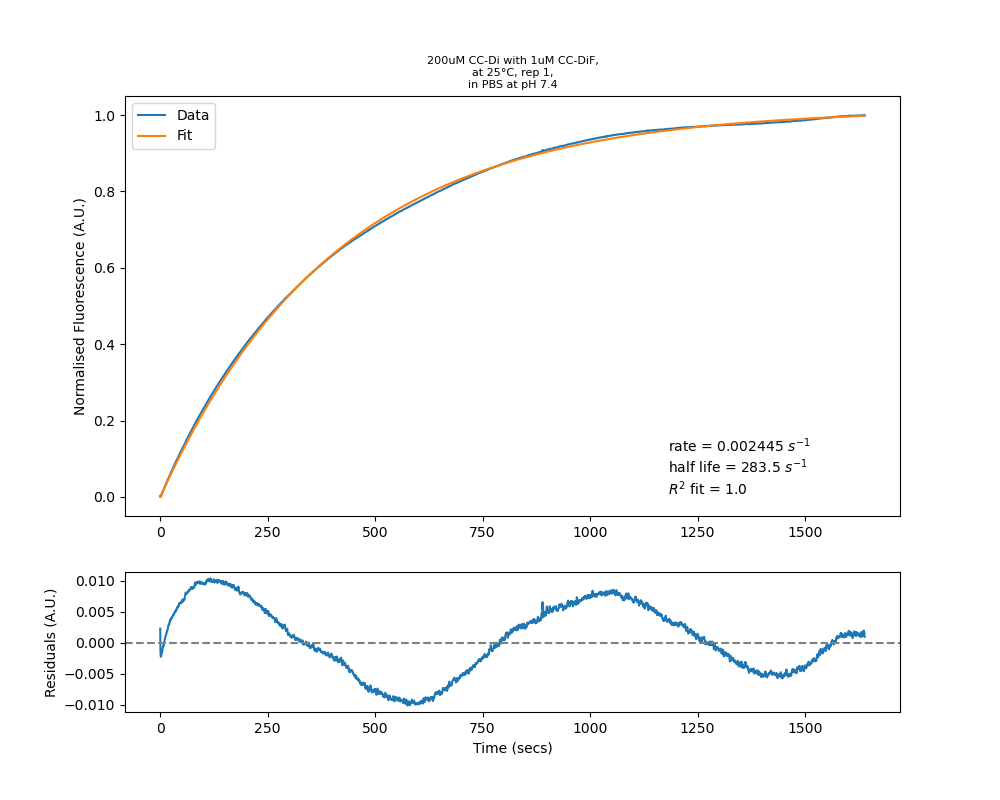 200uM CC-Di with 1uM CC-DiF,
at 25°C, rep 1,
in PBS at pH 7.4
Data
Fit
Normalised Fluorescence (A.U.)
1.0
0.8
0.6
0.4
0.2
0.0
rate = 0.002445 s⁻¹
half life = 283.5 s⁻¹
R² fit = 1.0
0 250 500 750 1000 1250 1500
Residuals (A.U.)
0.010
0.005
0.000
−0.005
−0.010
0 250 500 750 1000 1250 1500
Time (secs)